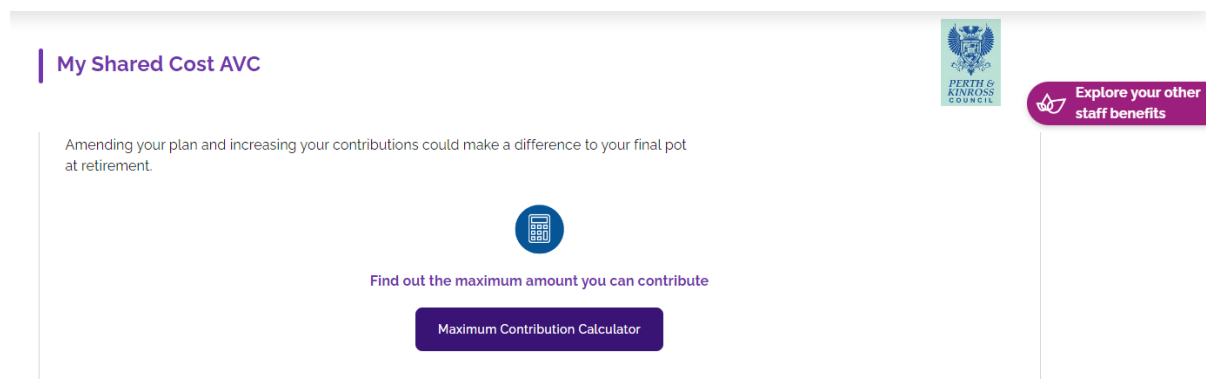 My Shared Cost AVC
PERTH &
KINROSS
COUNCIL
Explore your other
staff benefits
Amending your plan and increasing your contributions could make a difference to your final pot
at retirement.
Find out the maximum amount you can contribute
Maximum Contribution Calculator